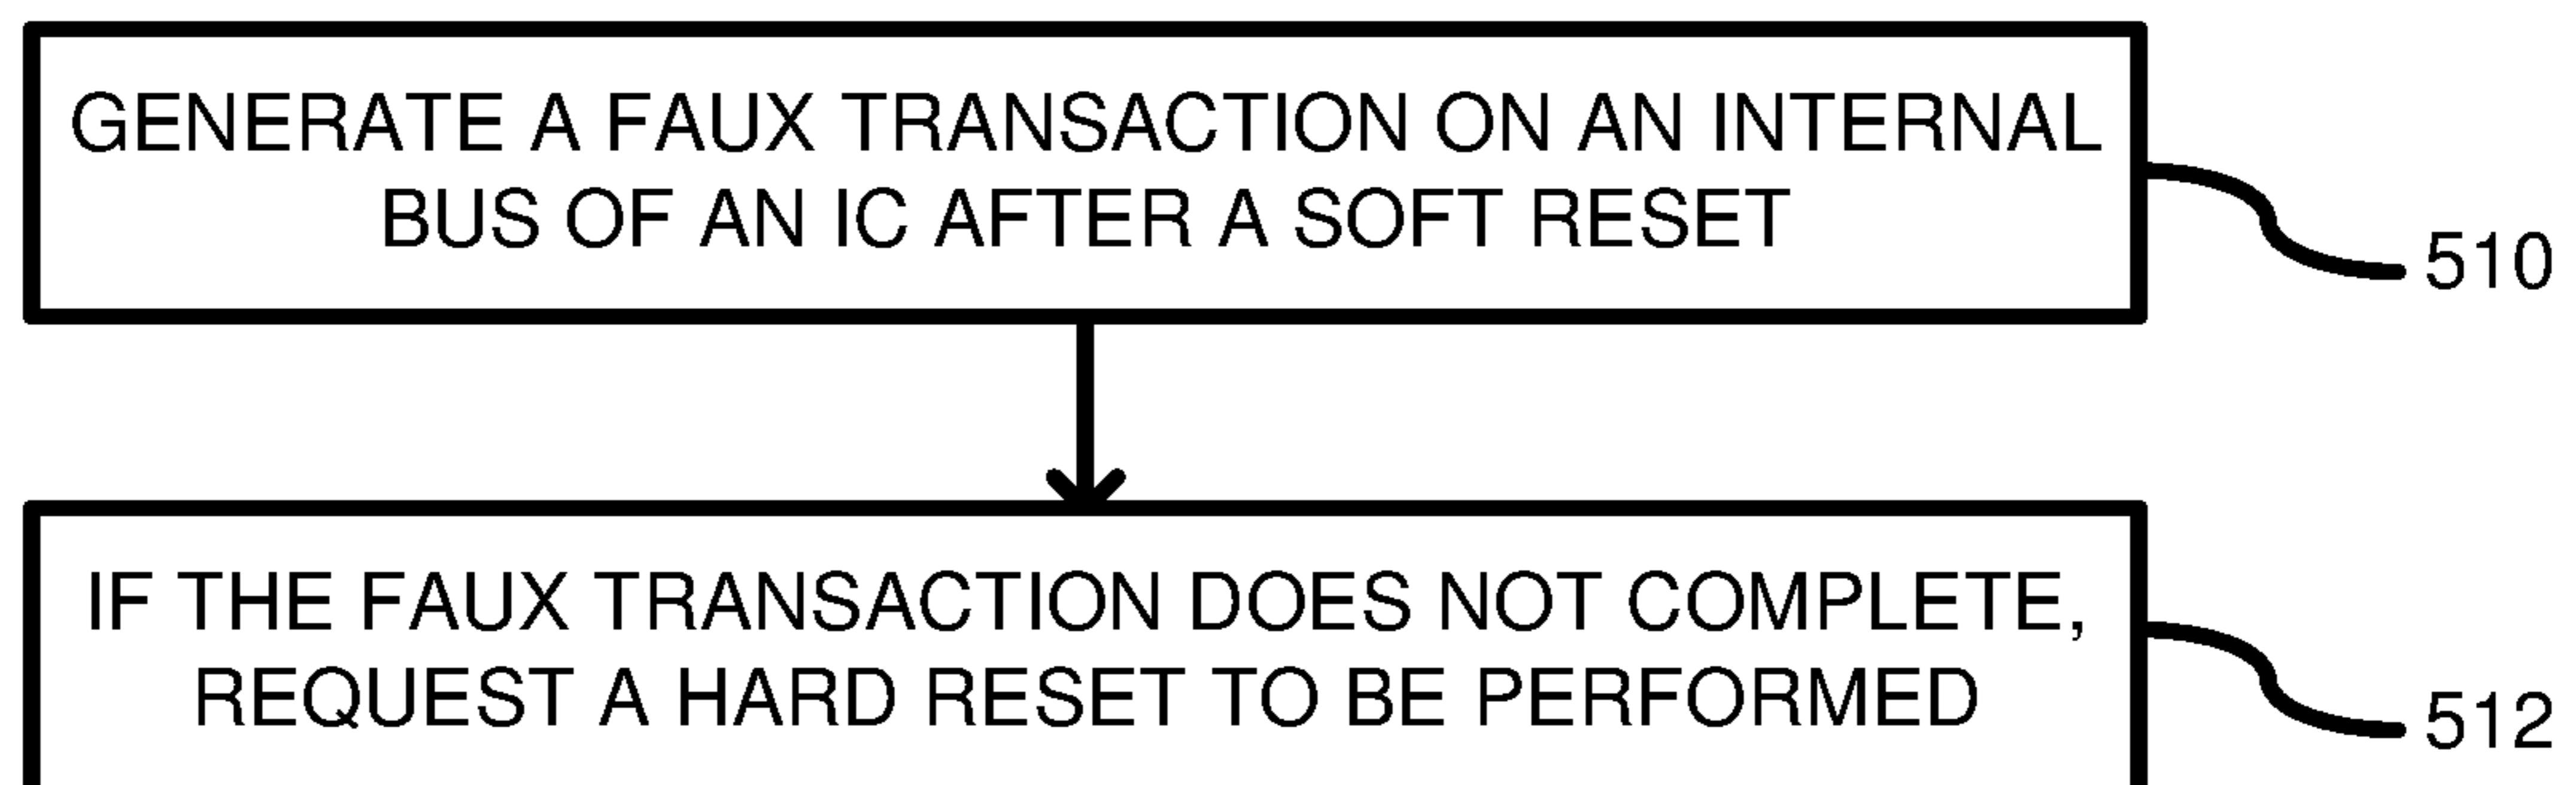 GENERATE A FAUX TRANSACTION ON AN INTERNAL
BUS OF AN IC AFTER A SOFT RESET
510
IF THE FAUX TRANSACTION DOES NOT COMPLETE,
REQUEST A HARD RESET TO BE PERFORMED
512